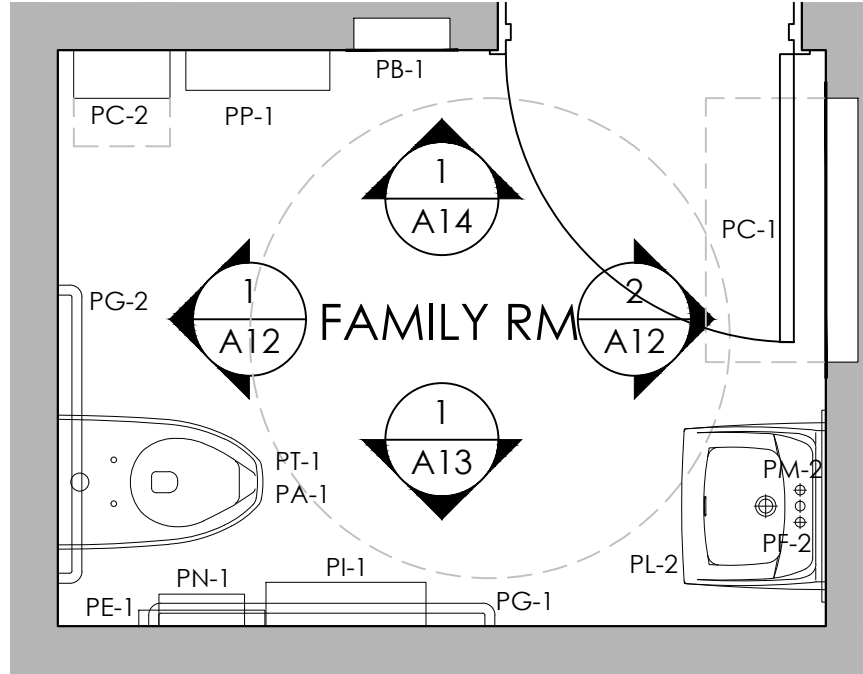 PB-1
PC-2
PP-1
1
A14
PC-1
PG-2
1
A12
FAMILY RM
2
A12
1
A13
PT-1
PA-1
PM-2
PF-2
PL-2
PI-1
PN-1
PE-1
PG-1